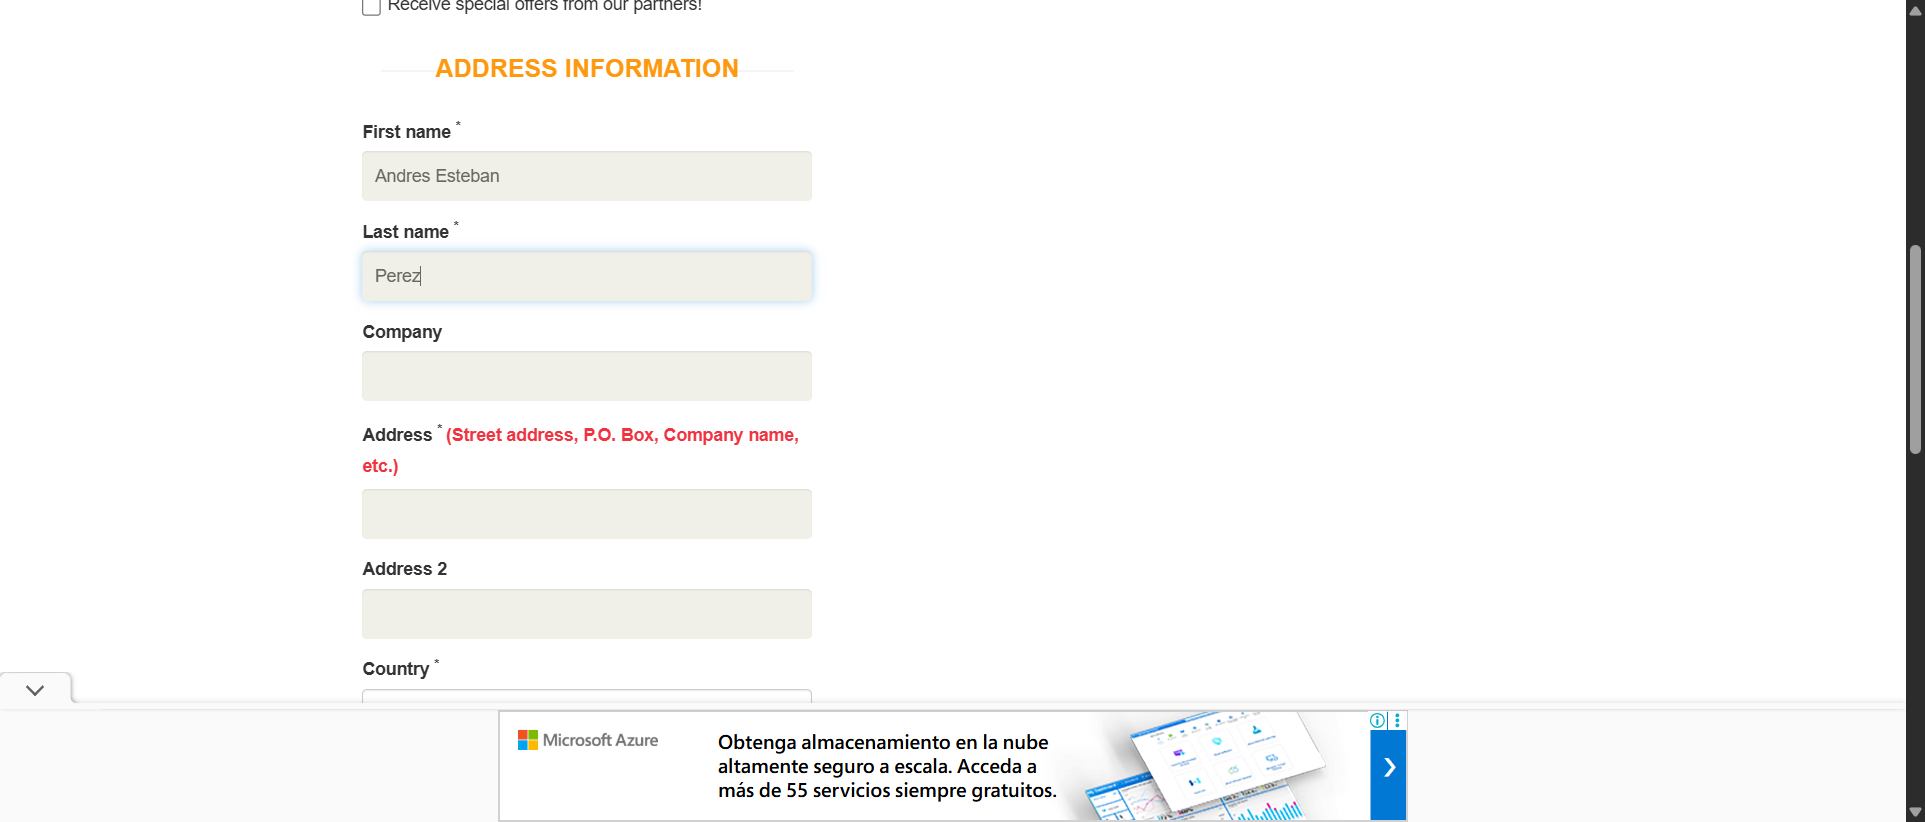 Receive special offers from our partners!
ADDRESS INFORMATION
First name *
Andres Esteban
Last name *
Perez
Company
Address * (Street address, P.O. Box, Company name,
etc.)
Address 2
Country *
Microsoft Azure
Obtenga almacenamiento en la nube
altamente seguro a escala. Acceda a
más de 55 servicios siempre gratuitos.